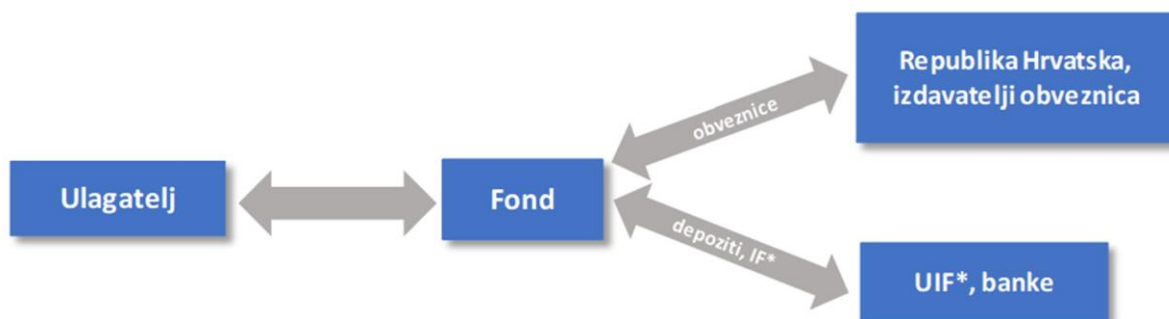 Ulagatelj
Fond
obveznice
Republika Hrvatska,
izdavatelji obveznica
depoziti, IF*
UIF*, banke